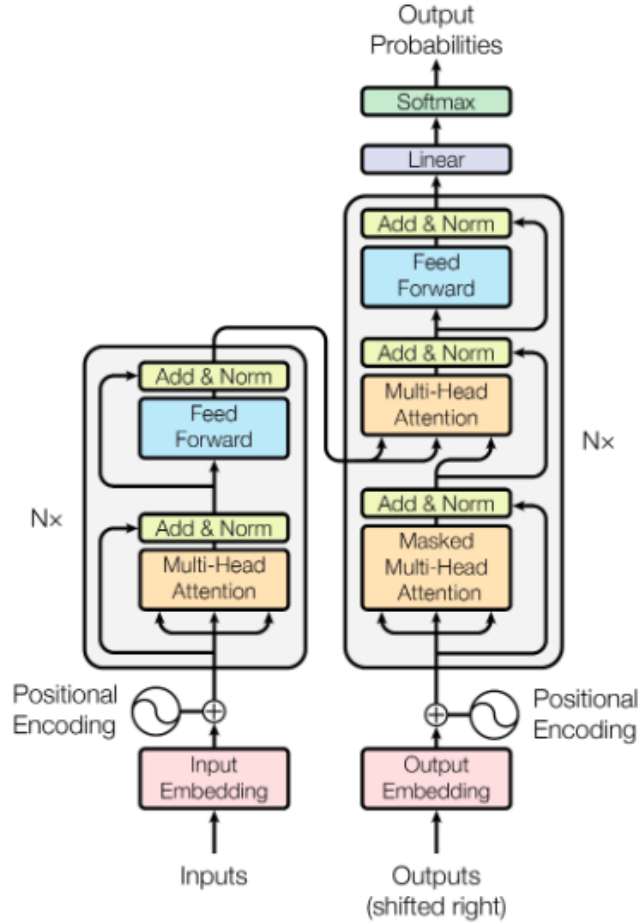 Output
Probabilities
Softmax
Linear
Add & Norm
Feed
Forward
Add & Norm
Multi-Head
Attention
Add & Norm
Masked
Multi-Head
Attention
Nx
Add & Norm
Feed
Forward
Add & Norm
Multi-Head
Attention
Nx
Positional
Encoding
Positional
Encoding
Input
Embedding
Output
Embedding
Inputs
Outputs
(shifted right)